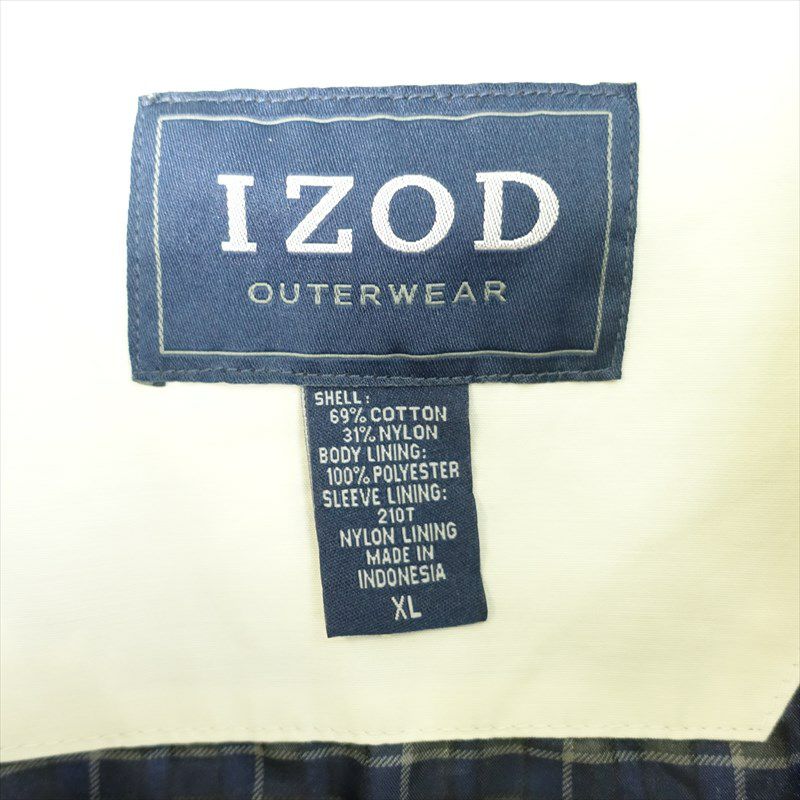 IZOD
OUTERWEAR
SHELL:
69% COTTON
31% NYLON
BODY LINING:
100% POLYESTER
SLEEVE LINING:
210T
NYLON LINING
MADE IN
INDONESIA
XL